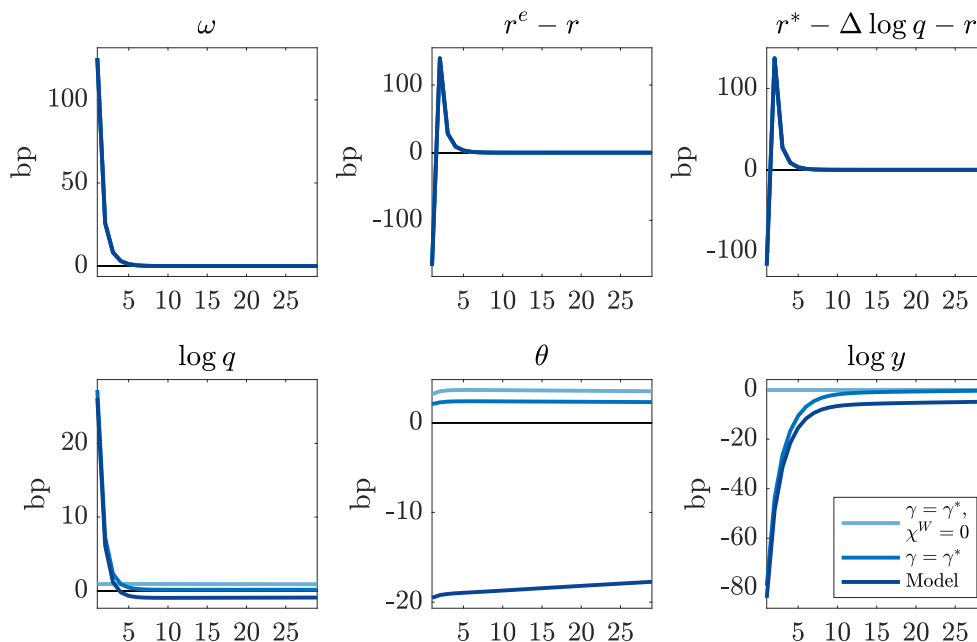 ω
r^e − r
r^* − Δ log q − r
bp
100
50
0
5 10 15 20 25
bp
100
0
-100
5 10 15 20 25
bp
100
0
-100
5 10 15 20 25
log q
θ
log y
bp
20
10
0
5 10 15 20 25
bp
0
-10
-20
5 10 15 20 25
bp
0
-20
-40
-60
-80
5 10 15 20 25
γ = γ^*,
χ^W = 0
γ = γ^*
Model